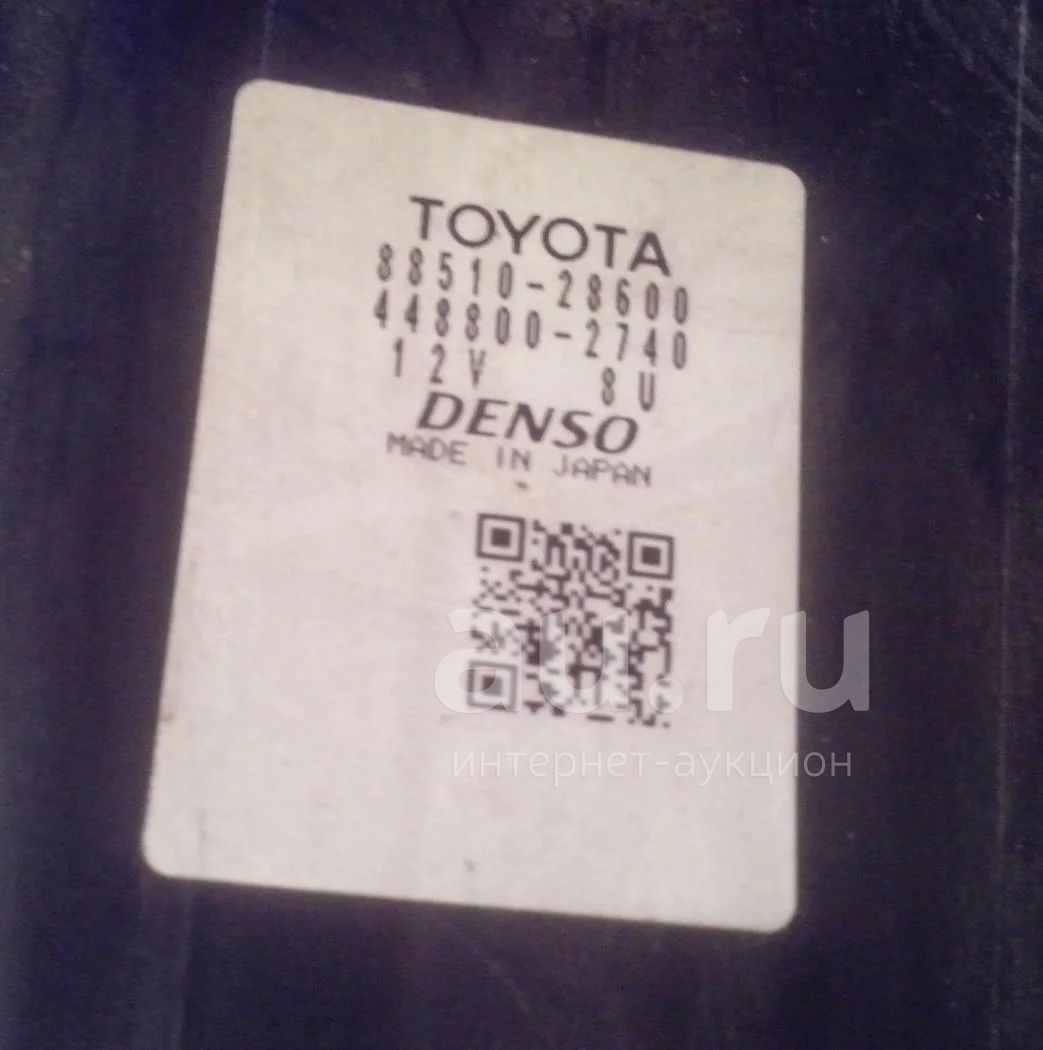 TOYOTA
88510-28600
448800-2740
12V 8U
DENSO
MADE IN JAPAN
au.ru
интернет-аукцион